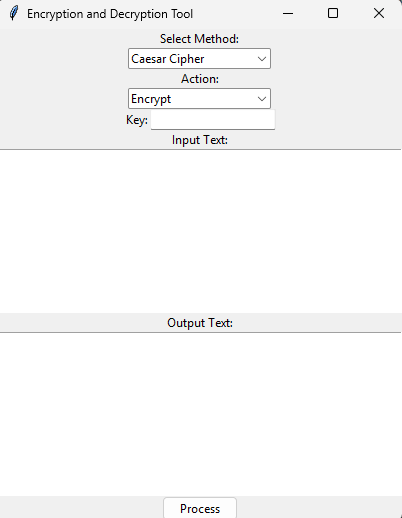 Encryption and Decryption Tool
Select Method:
Caesar Cipher
Action:
Encrypt
Key:
Input Text:
Output Text:
Process